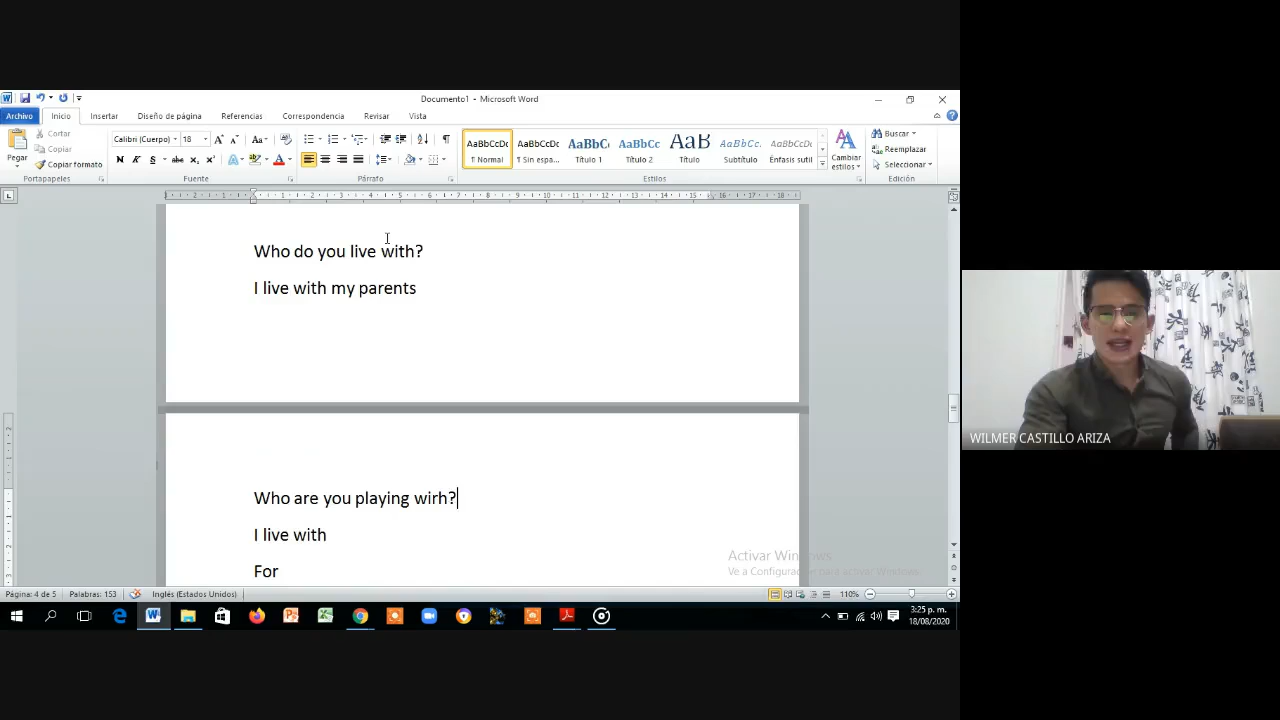 Documento1 - Microsoft Word
Archivo Inicio Insertar Diseño de página Referencias Correspondencia Revisar Vista
Pegar
Cortar
Copiar
Copiar formato
Portapapeles
Calibri (Cuerpo) 18
Fuente
Párrafo
AaBbCcDc AaBbCcDc AaBbCc AaBbCc AaB AaBbCc. AaBbCcDc
¶ Normal ¶ Sin espa... Título 1 Título 2 Título Subtítulo Énfasis sutil
Estilos
Cambiar estilos
Buscar
Reemplazar
Seleccionar
Edición
Who do you live with?
I live with my parents
Who are you playing wirh?
I live with
For
Activar Windows
Ve a Configuración para activar Windows.
Página: 4 de 5 Palabras: 153 Inglés (Estados Unidos) 110%
3:25 p. m.
18/08/2020
WILMER CASTILLO ARIZA